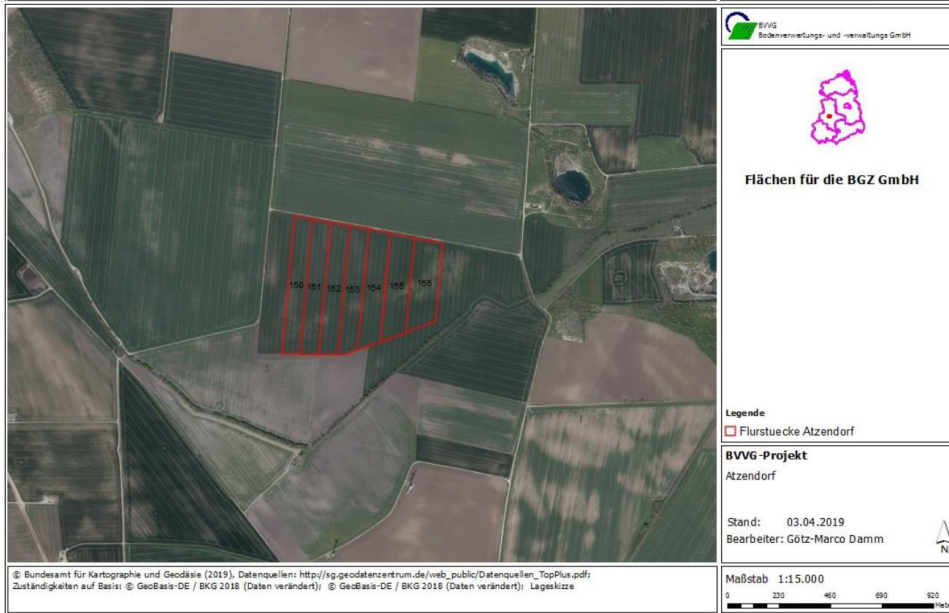 BVVG
Bodenverwertungs- und -verwaltungs GmbH
Flächen für die BGZ GmbH
150 151 152 153 154 155 156
Legende
Flurstuecke Atzendorf
BVVG-Projekt
Atzendorf
Stand: 03.04.2019
Bearbeiter: Götz-Marco Damm
N
© Bundesamt für Kartographie und Geodäsie (2019), Datenquellen: http://sg.geodatenzentrum.de/web_public/Datenquellen_TopPlus.pdf;
Zuständigkeiten auf Basis: © GeoBasis-DE / BKG 2018 (Daten verändert); © GeoBasis-DE / BKG 2018 (Daten verändert); Lageskizze
Maßstab 1:15.000
0 230 460 690 920